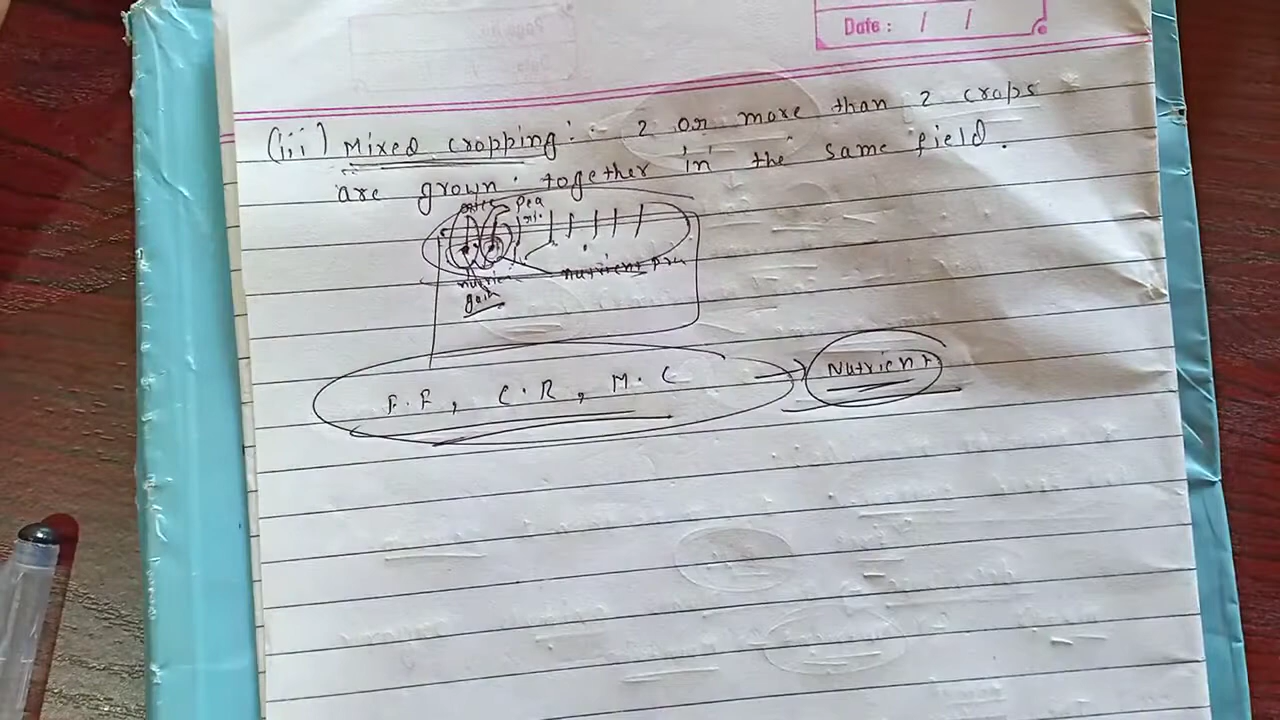 Date : / /
(iii) Mixed cropping :- 2 or more than 2 crops
are grown together in the same field.
pea
nutrient
gain
F.F, C.R, M.C → Nutrient